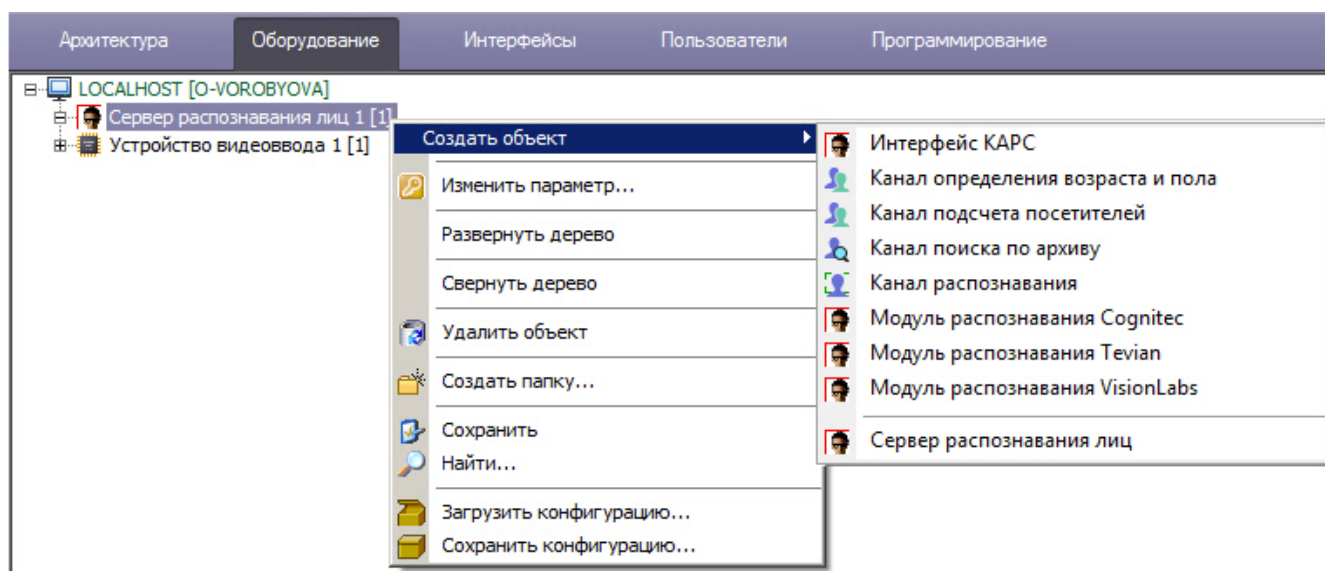 Архитектура Оборудование Интерфейсы Пользователи Программирование
LOCALHOST [O-VOROBYOVA]
Сервер распознавания лиц 1 [1]
Устройство видеоввода 1 [1]
Создать объект
Изменить параметр...
Развернуть дерево
Свернуть дерево
Удалить объект
Создать папку...
Сохранить
Найти...
Загрузить конфигурацию...
Сохранить конфигурацию...
Интерфейс КАРС
Канал определения возраста и пола
Канал подсчета посетителей
Канал поиска по архиву
Канал распознавания
Модуль распознавания Cognitec
Модуль распознавания Tevian
Модуль распознавания VisionLabs
Сервер распознавания лиц